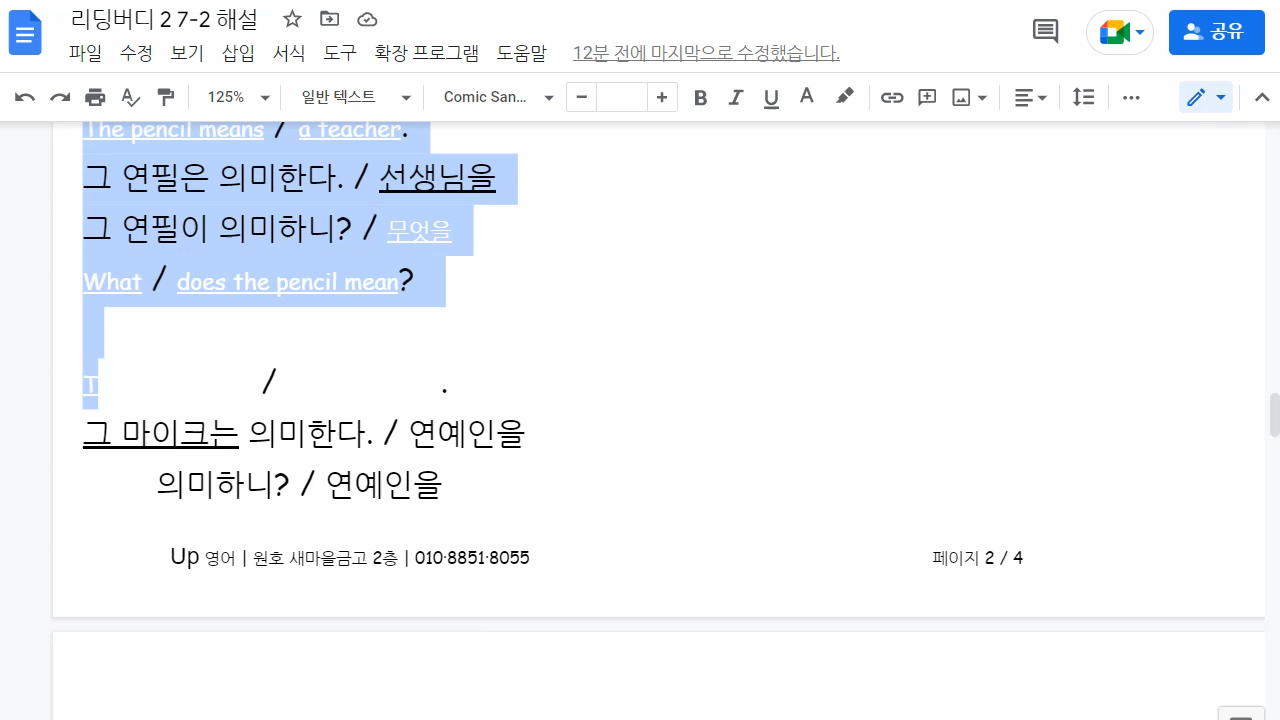 리딩버디 2 7-2 해설
파일 수정 보기 삽입 서식 도구 확장 프로그램 도움말 12분 전에 마지막으로 수정했습니다.
공유
125% 일반 텍스트 Comic San... − + B I U A ...
The pencil means / a teacher.
그 연필은 의미한다. / 선생님을
그 연필이 의미하니? / 무엇을
What / does the pencil mean?
T / .
그 마이크는 의미한다. / 연예인을
의미하니? / 연예인을
Up 영어 | 원호 새마을금고 2층 | 010·8851·8055 페이지 2 / 4